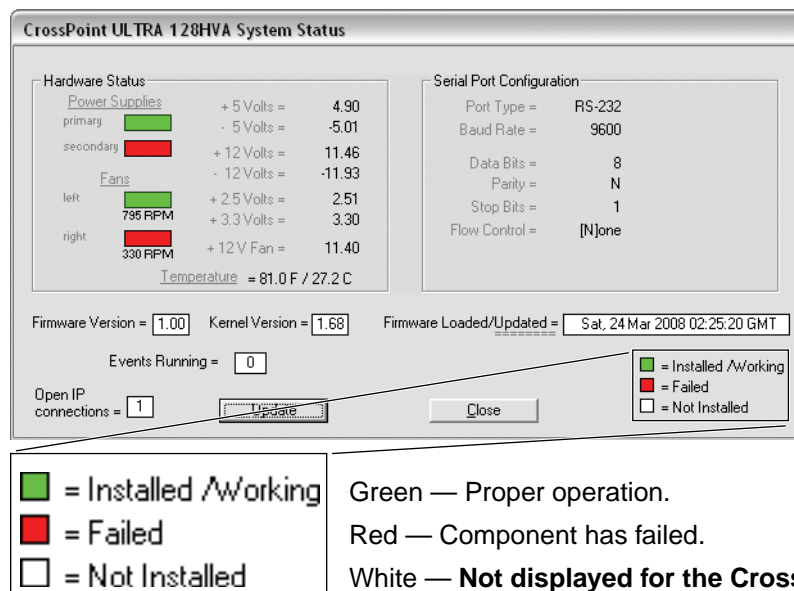 CrossPoint ULTRA 128HVA System Status
Hardware Status
Power Supplies
primary
secondary
Fans
left
795 RPM
right
330 RPM
+ 5 Volts = 4.90
- 5 Volts = -5.01
+ 12 Volts = 11.46
- 12 Volts = -11.93
+ 2.5 Volts = 2.51
+ 3.3 Volts = 3.30
+ 12 V Fan = 11.40
Temperature = 81.0 F / 27.2 C
Serial Port Configuration
Port Type = RS-232
Baud Rate = 9600
Data Bits = 8
Parity = N
Stop Bits = 1
Flow Control = [N]one
Firmware Version = 1.00 Kernel Version = 1.68 Firmware Loaded/Updated = Sat, 24 Mar 2008 02:25:20 GMT
Events Running = 0
Open IP
connections = 1
Update
Close
= Installed /Working
= Failed
= Not Installed
= Installed /Working
= Failed
= Not Installed
Green — Proper operation.
Red — Component has failed.
White — Not displayed for the Cros